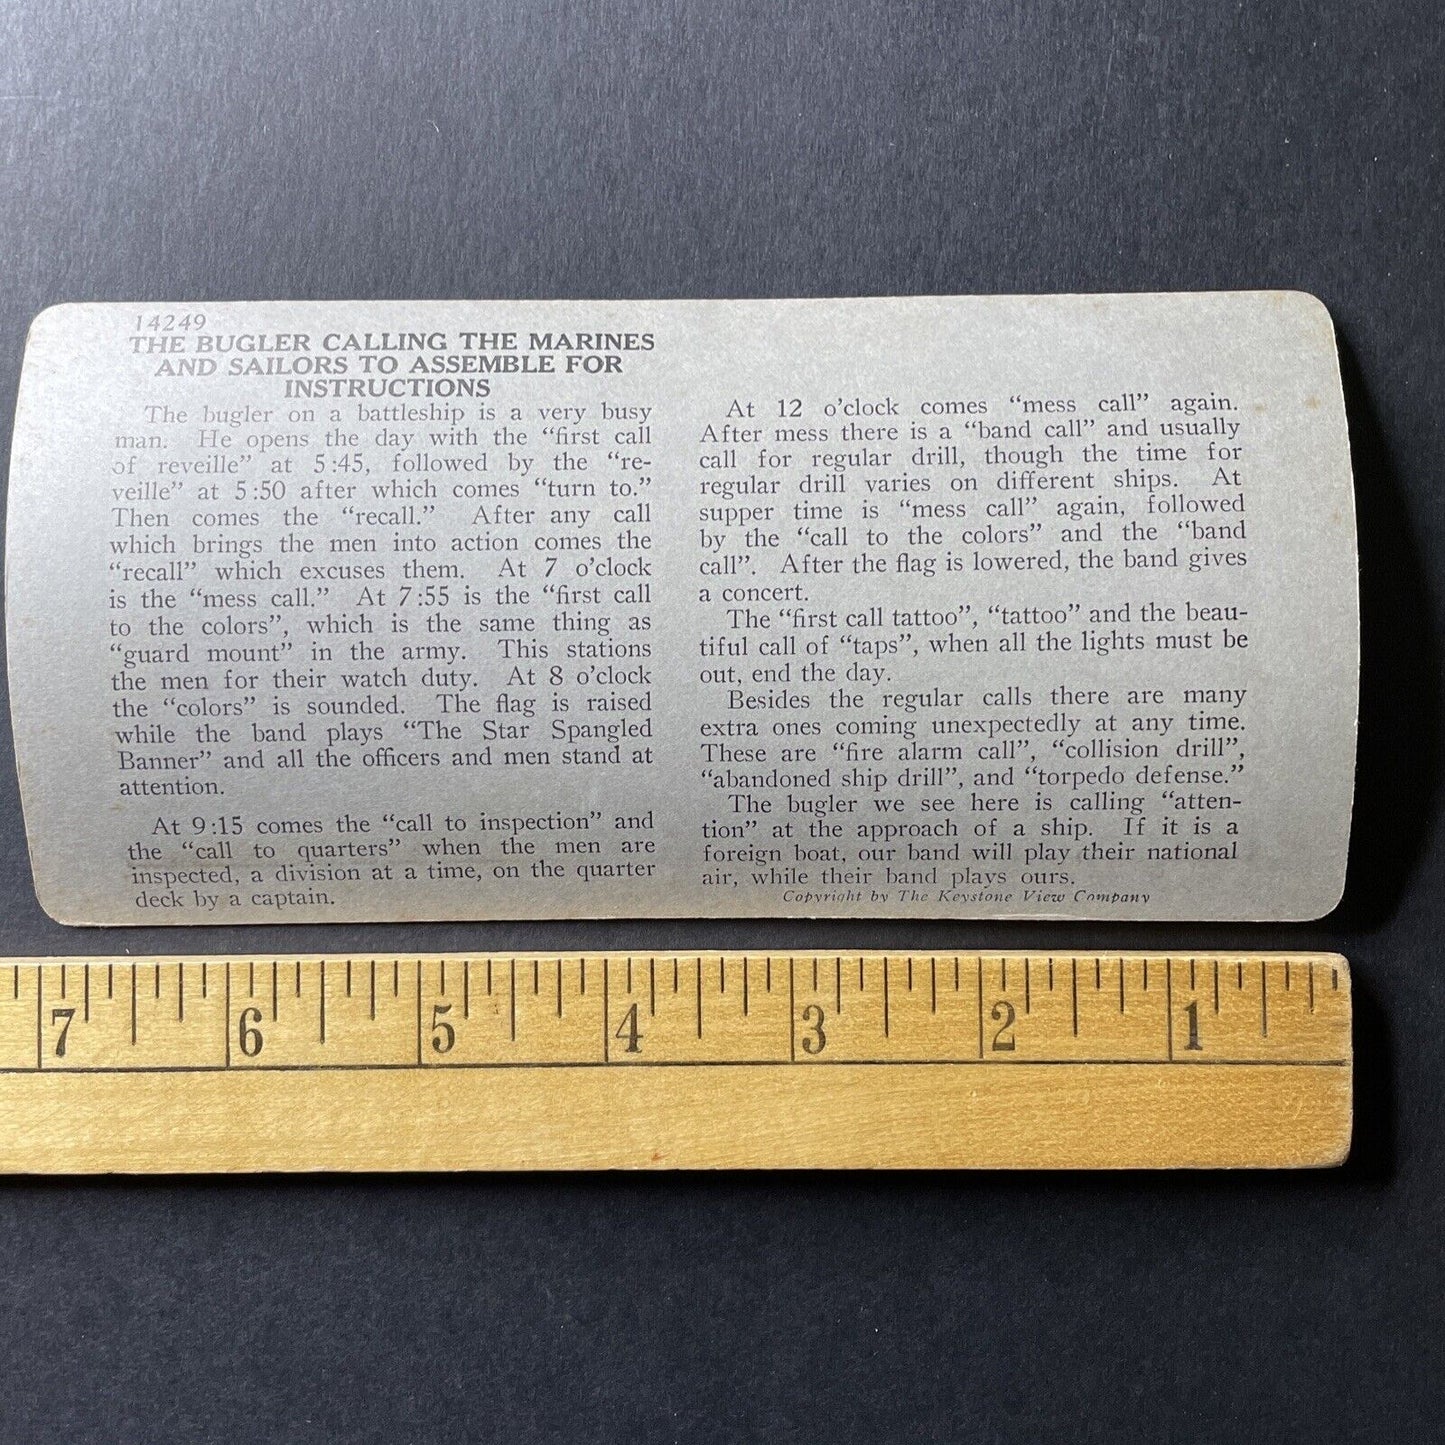 14249
THE BUGLER CALLING THE MARINES
AND SAILORS TO ASSEMBLE FOR
INSTRUCTIONS
The bugler on a battleship is a very busy
man. He opens the day with the “first call
of reveille” at 5:45, followed by the “re-
veille” at 5:50 after which comes “turn to.”
Then comes the “recall.” After any call
which brings the men into action comes the
“recall” which excuses them. At 7 o’clock
is the “mess call.” At 7:55 is the “first call
to the colors”, which is the same thing as
“guard mount” in the army. This stations
the men for their watch duty. At 8 o’clock
the “colors” is sounded. The flag is raised
while the band plays “The Star Spangled
Banner” and all the officers and men stand at
attention.
At 9:15 comes the “call to inspection” and
the “call to quarters” when the men are
inspected, a division at a time, on the quarter
deck by a captain.
At 12 o’clock comes “mess call” again.
After mess there is a “band call” and usually
call for regular drill, though the time for
regular drill varies on different ships. At
supper time is “mess call” again, followed
by the “call to the colors” and the “band
call”. After the flag is lowered, the band gives
a concert.
The “first call tattoo”, “tattoo” and the beau-
tiful call of “taps”, when all the lights must be
out, end the day.
Besides the regular calls there are many
extra ones coming unexpectedly at any time.
These are “fire alarm call”, “collision drill”,
“abandoned ship drill”, and “torpedo defense.”
The bugler we see here is calling “atten-
tion” at the approach of a ship. If it is a
foreign boat, our band will play their national
air, while their band plays ours.
Copyright by The Keystone View Company
7 6 5 4 3 2 1